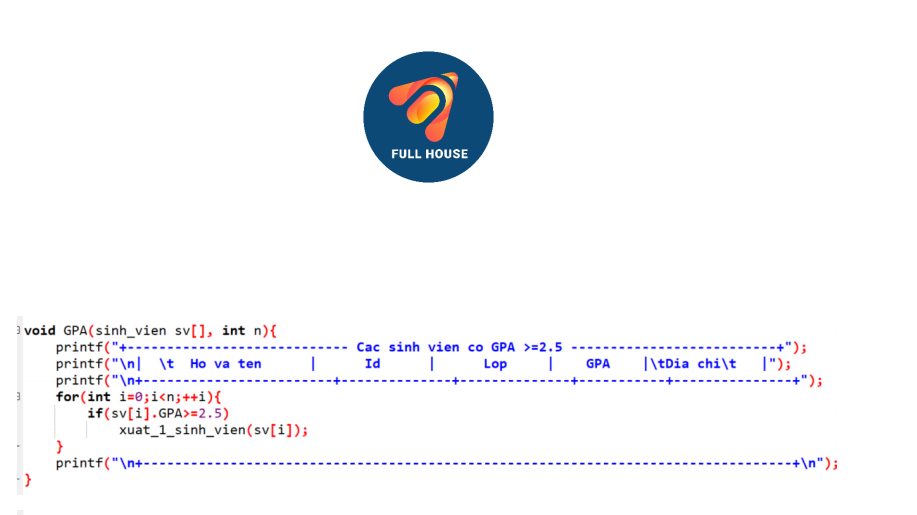 FULL HOUSE
void GPA(sinh_vien sv[], int n){
printf("+---------------------------- Cac sinh vien co GPA >=2.5 --------------------------+");
printf("\n|  \t  Ho va ten      |      Id      |      Lop     |    GPA    |\tDia chi\t   |");
printf("\n+------------------------+--------------+--------------+-----------+---------------+");
for(int i=0;i<n;++i){
if(sv[i].GPA>=2.5)
xuat_1_sinh_vien(sv[i]);
}
printf("\n+----------------------------------------------------------------------------------+\n");
}